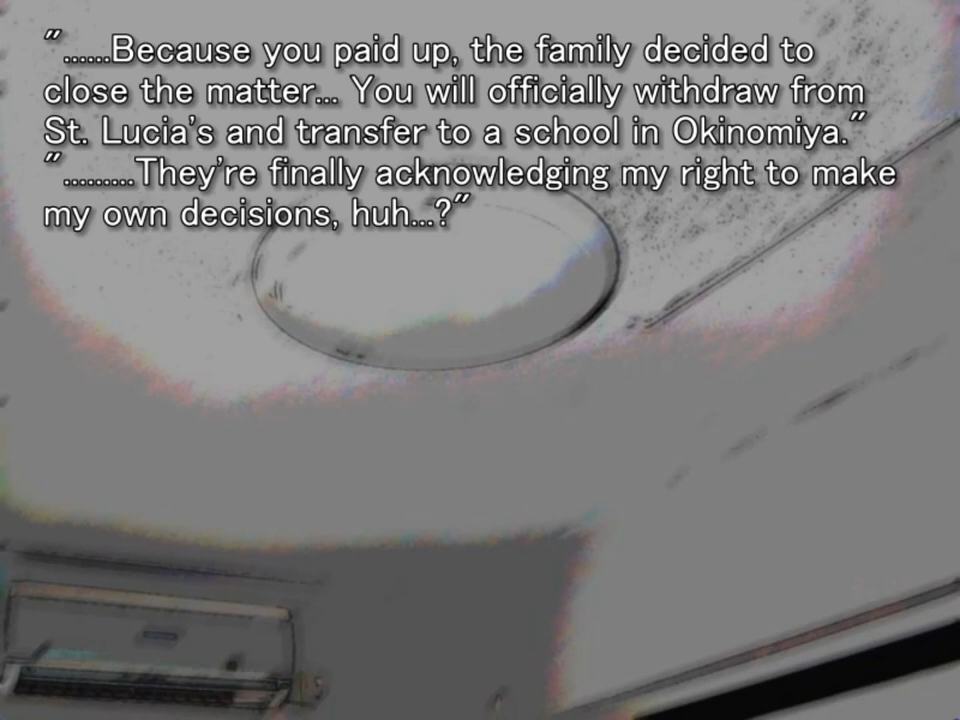 "......Because you paid up, the family decided to
close the matter... You will officially withdraw from
St. Lucia's and transfer to a school in Okinomiya."
".........They're finally acknowledging my right to make
my own decisions, huh...?"